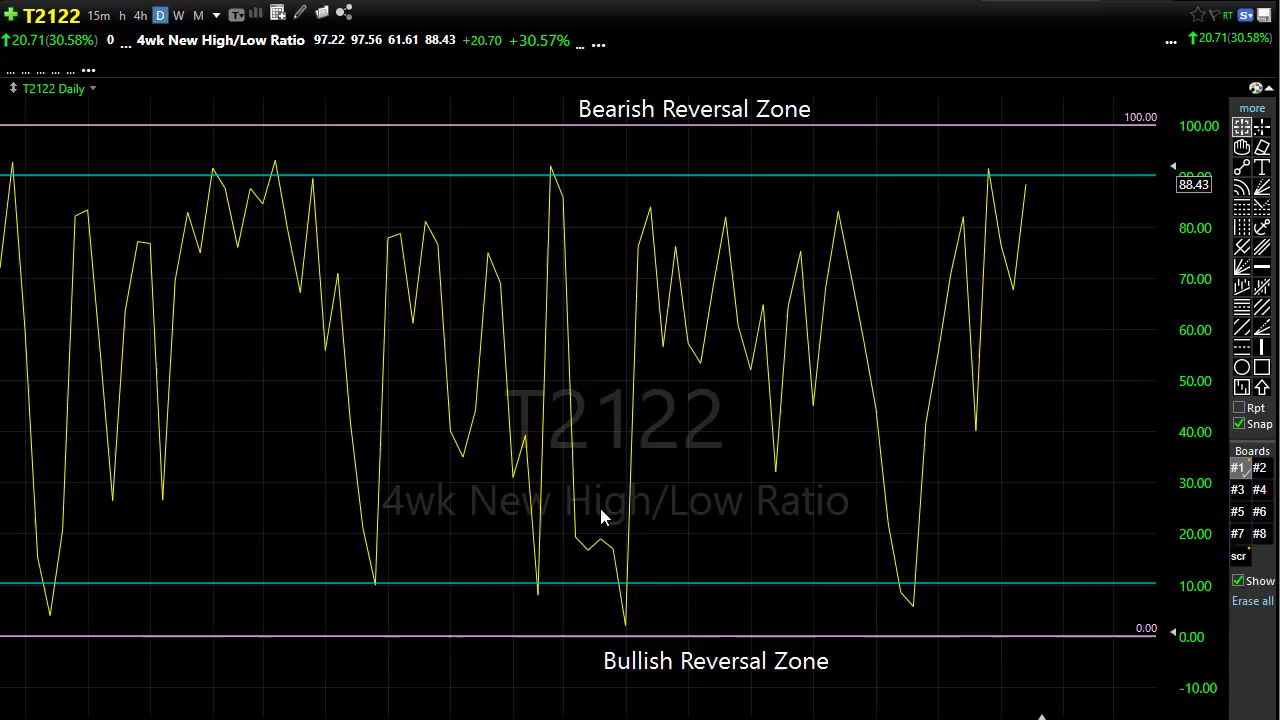 T2122 15m h 4h D W M RT
↑20.71(30.58%) 0 ... 4wk New High/Low Ratio 97.22 97.56 61.61 88.43 +20.70 +30.57% ... ... ... ↑20.71(30.58%)
... ... ... ... ... ...
T2122 Daily
Bearish Reversal Zone
more
100.00
100.00
88.43
80.00
70.00
60.00
50.00
40.00
30.00
20.00
10.00
0.00
0.00
-10.00
T2122
4wk New High/Low Ratio
Bullish Reversal Zone
Rpt
Snap
Boards
#1 #2
#3 #4
#5 #6
#7 #8
scr
Show
Erase all